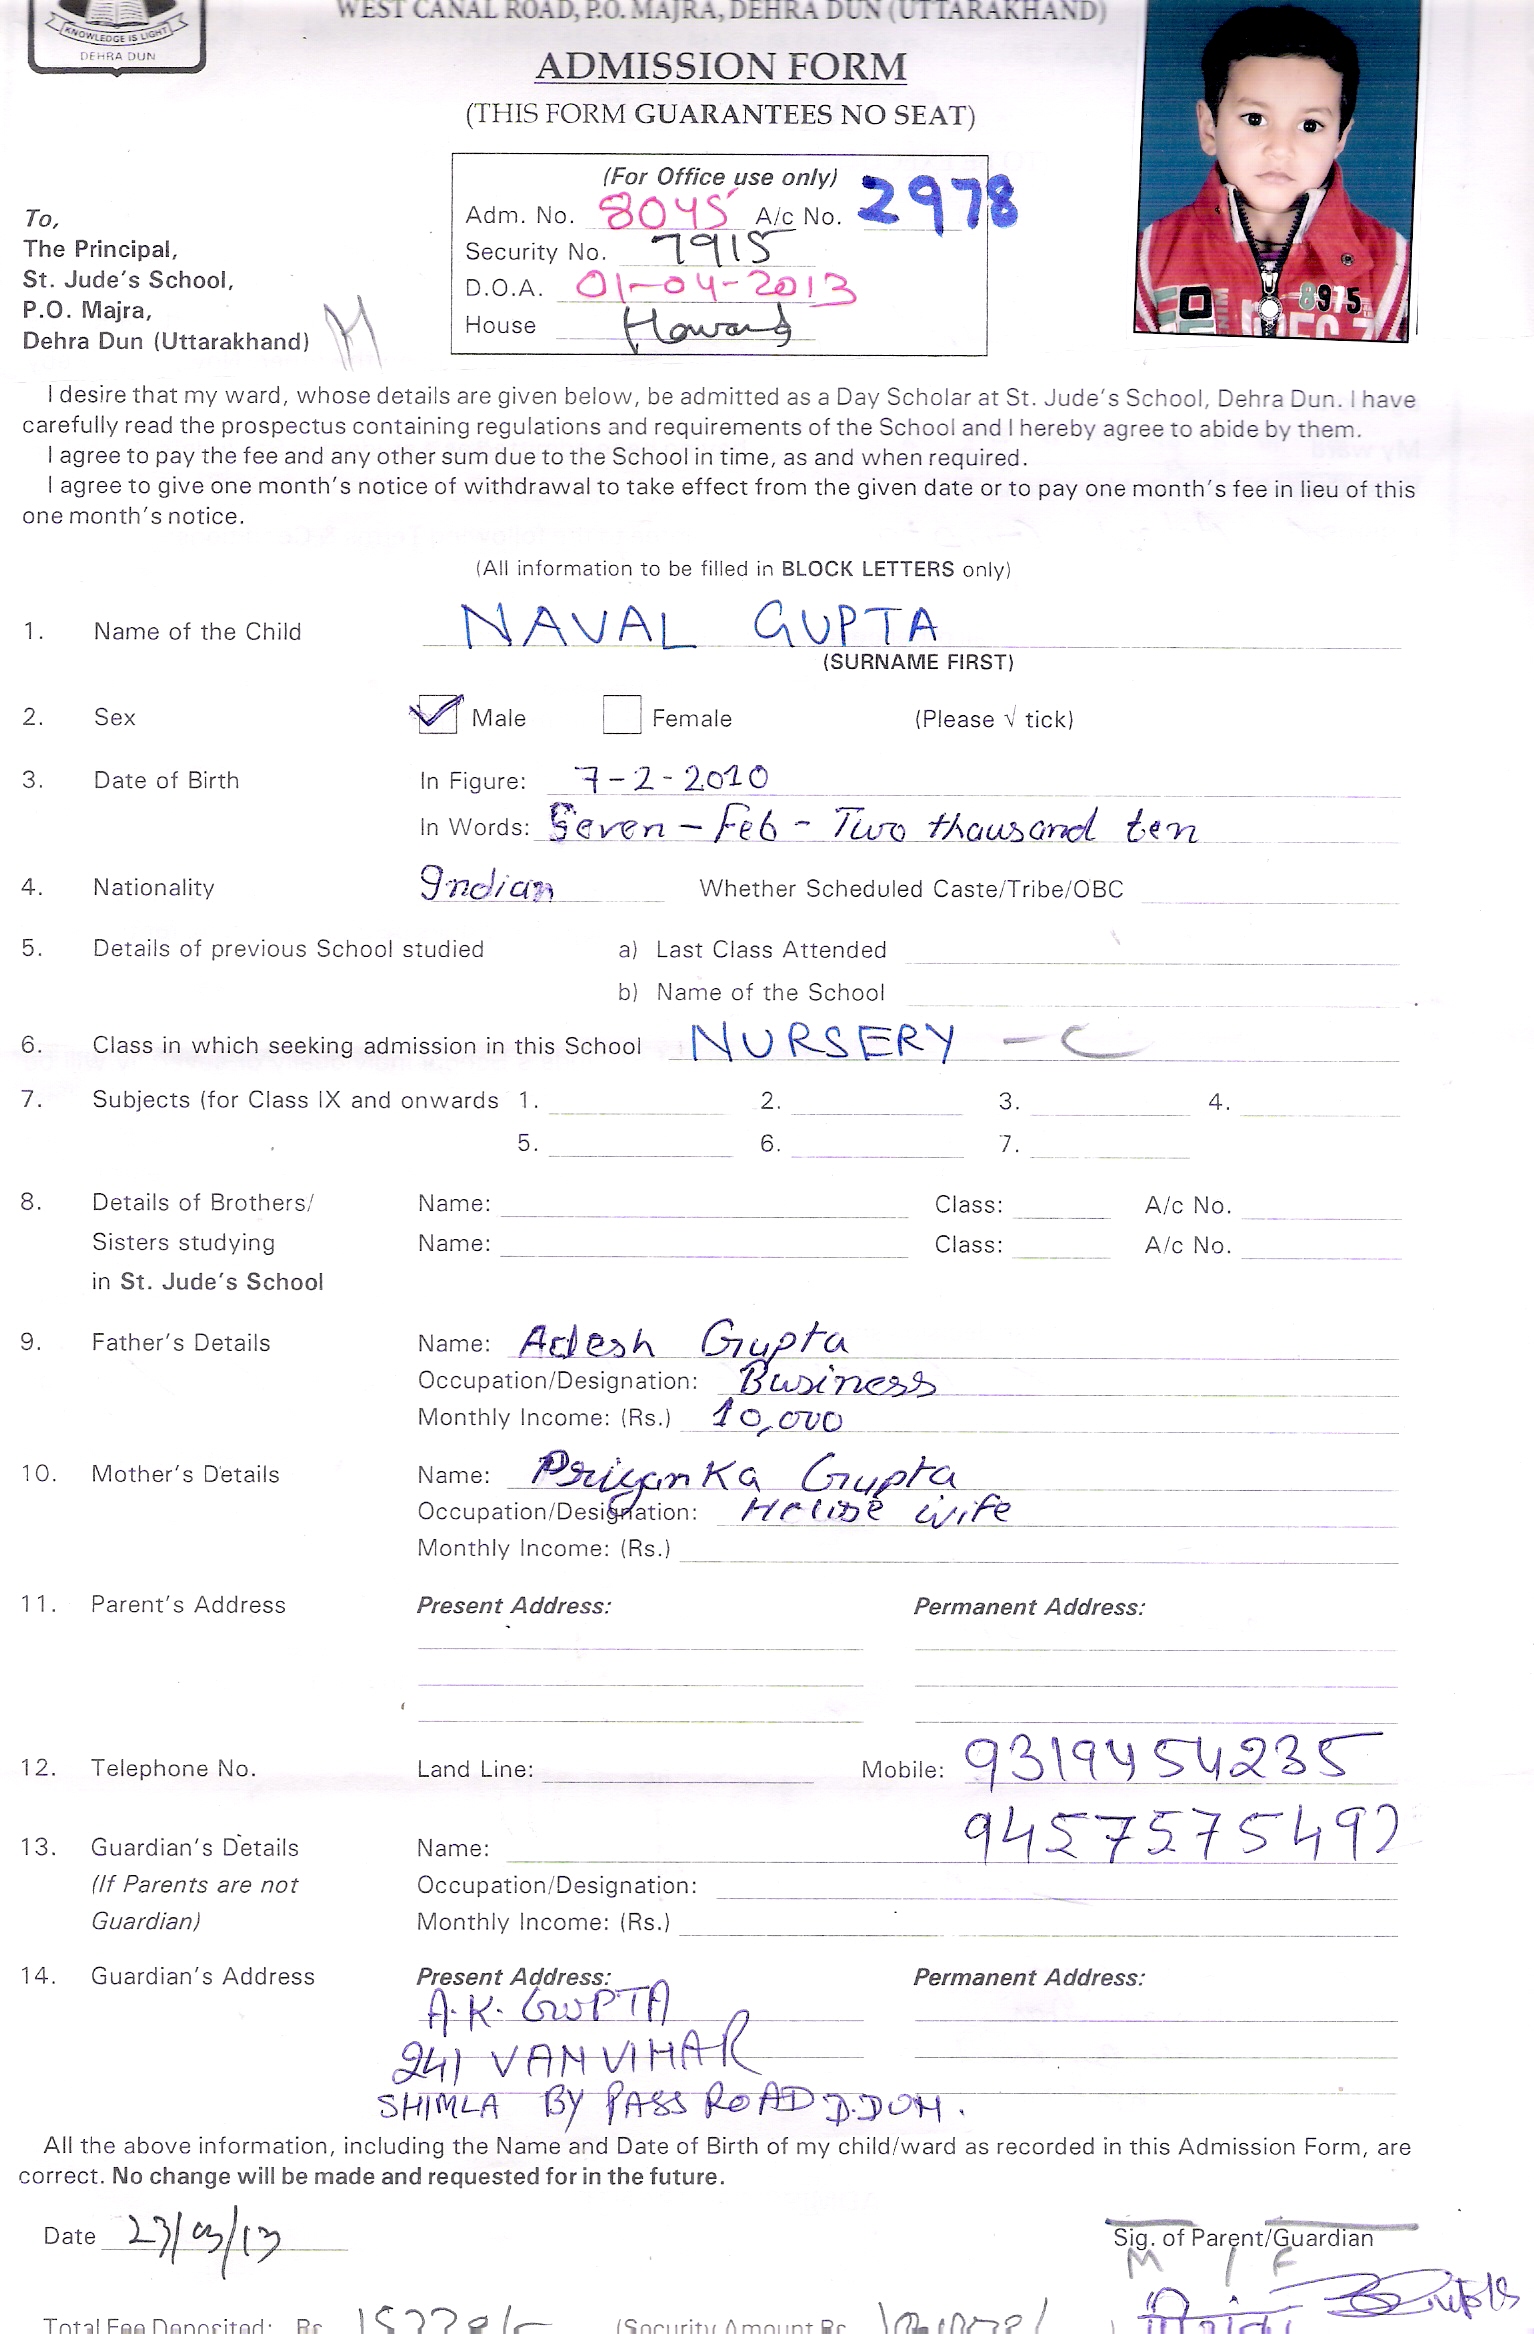 KNOWLEDGE IS LIGHT
DEHRA DUN
WEST CANAL ROAD, P.O. MAJRA, DEHRA DUN (UTTARAKHAND)
ADMISSION FORM
(THIS FORM GUARANTEES NO SEAT)
(For Office use only)
Adm. No. 8045 A/c No. 2978
Security No. 7915
D.O.A. 01-04-2013
House Howard
To,
The Principal,
St. Jude's School,
P.O. Majra,
Dehra Dun (Uttarakhand)
8975
I desire that my ward, whose details are given below, be admitted as a Day Scholar at St. Jude's School, Dehra Dun. I have
carefully read the prospectus containing regulations and requirements of the School and I hereby agree to abide by them.
I agree to pay the fee and any other sum due to the School in time, as and when required.
I agree to give one month's notice of withdrawal to take effect from the given date or to pay one month's fee in lieu of this
one month's notice.
(All information to be filled in BLOCK LETTERS only)
1. Name of the Child NAVAL GUPTA
(SURNAME FIRST)
2. Sex Male Female (Please √ tick)
3. Date of Birth In Figure: 7-2-2010
In Words: Seven - Feb - Two thousand ten
4. Nationality Indian Whether Scheduled Caste/Tribe/OBC
5. Details of previous School studied a) Last Class Attended
b) Name of the School
6. Class in which seeking admission in this School NURSERY - C
7. Subjects (for Class IX and onwards 1. 2. 3. 4.
5. 6. 7.
8. Details of Brothers/ Name: Class: A/c No.
Sisters studying Name: Class: A/c No.
in St. Jude's School
9. Father's Details Name: Adesh Gupta
Occupation/Designation: Business
Monthly Income: (Rs.) 10,000
10. Mother's Details Name: Priyanka Gupta
Occupation/Designation: House wife
Monthly Income: (Rs.)
11. Parent's Address Present Address: Permanent Address:
12. Telephone No. Land Line: Mobile: 9319454235
13. Guardian's Details Name:
(If Parents are not Occupation/Designation:
Guardian) Monthly Income: (Rs.)
14. Guardian's Address Present Address: Permanent Address:
A.K. GUPTA
241 VAN VIHAR
SHIMLA BY PASS ROAD D.DUN.
All the above information, including the Name and Date of Birth of my child/ward as recorded in this Admission Form, are
correct. No change will be made and requested for in the future.
Date 23/03/13 Sig. of Parent/Guardian
M / F
Total Fee Deposited: Rs. (Security Amount Rs.